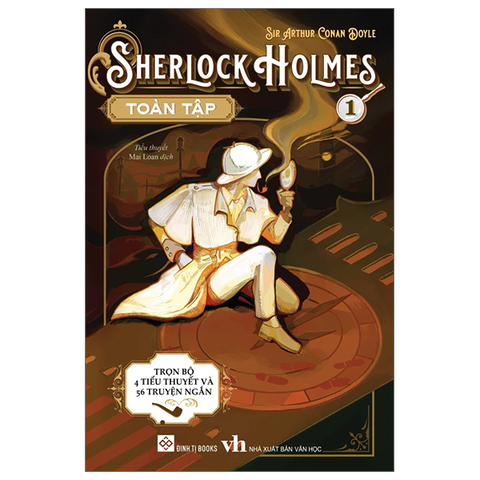 SIR ARTHUR CONAN DOYLE
SHERLOCK HOLMES
TOÀN TẬP
1
Tiểu thuyết
Mai Loan dịch
TRỌN BỘ
4 TIỂU THUYẾT VÀ
56 TRUYỆN NGẮN
ĐINH TỊ BOOKS
vh NHÀ XUẤT BẢN VĂN HỌC